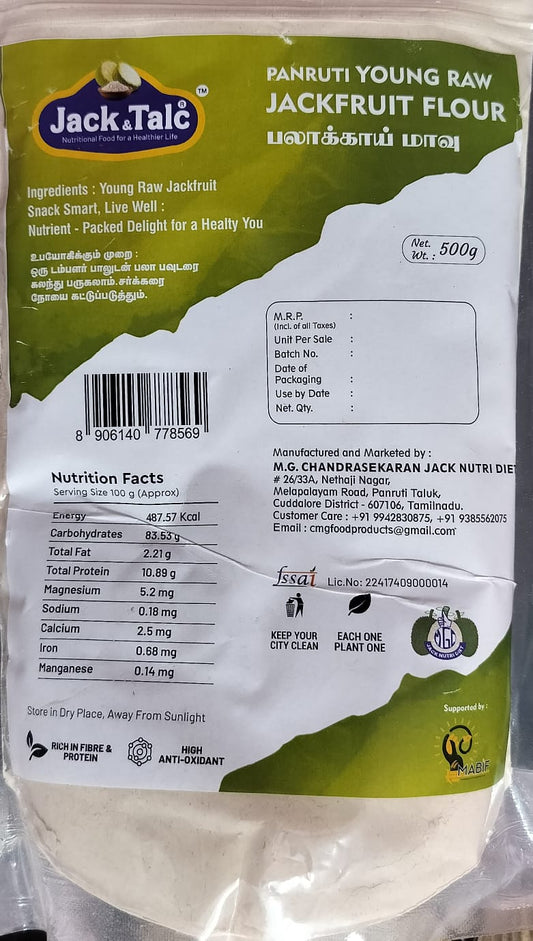 Jack & Talc ®
TM
Nutritional Food for a Healthier Life
PANRUTI YOUNG RAW
JACKFRUIT FLOUR
பலாக்காய் மாவு
Ingredients : Young Raw Jackfruit
Snack Smart, Live Well :
Nutrient - Packed Delight for a Healty You
உபயோகிக்கும் முறை :
ஒரு டம்பளர் பாலுடன் பலா பவுடரை
கலந்து பருகலாம். சர்க்கரை
நோயை கட்டுப்படுத்தும்.
Net. Wt. : 500g
M.R.P. :
(Incl. of all Taxes)
Unit Per Sale :
Batch No. :
Date of
Packaging :
Use by Date :
Net. Qty. :
8 906140 778569
Manufactured and Marketed by :
M.G. CHANDRASEKARAN JACK NUTRI DIET
# 26/33A, Nethaji Nagar,
Melapalayam Road, Panruti Taluk,
Cuddalore District - 607106, Tamilnadu.
Customer Care : +91 9942830875, +91 9385562075
Email : cmgfoodproducts@gmail.com
Nutrition Facts
Serving Size 100 g (Approx)
Energy 487.57 Kcal
Carbohydrates 83.53 g
Total Fat 2.21 g
Total Protein 10.89 g
Magnesium 5.2 mg
Sodium 0.18 mg
Calcium 2.5 mg
Iron 0.68 mg
Manganese 0.14 mg
fssai Lic.No: 22417409000014
KEEP YOUR
CITY CLEAN
EACH ONE
PLANT ONE
MGC
JACK NUTRI DIET
Store in Dry Place, Away From Sunlight
RICH IN FIBRE &
PROTEIN
HIGH
ANTI-OXIDANT
Supported by :
MABIF